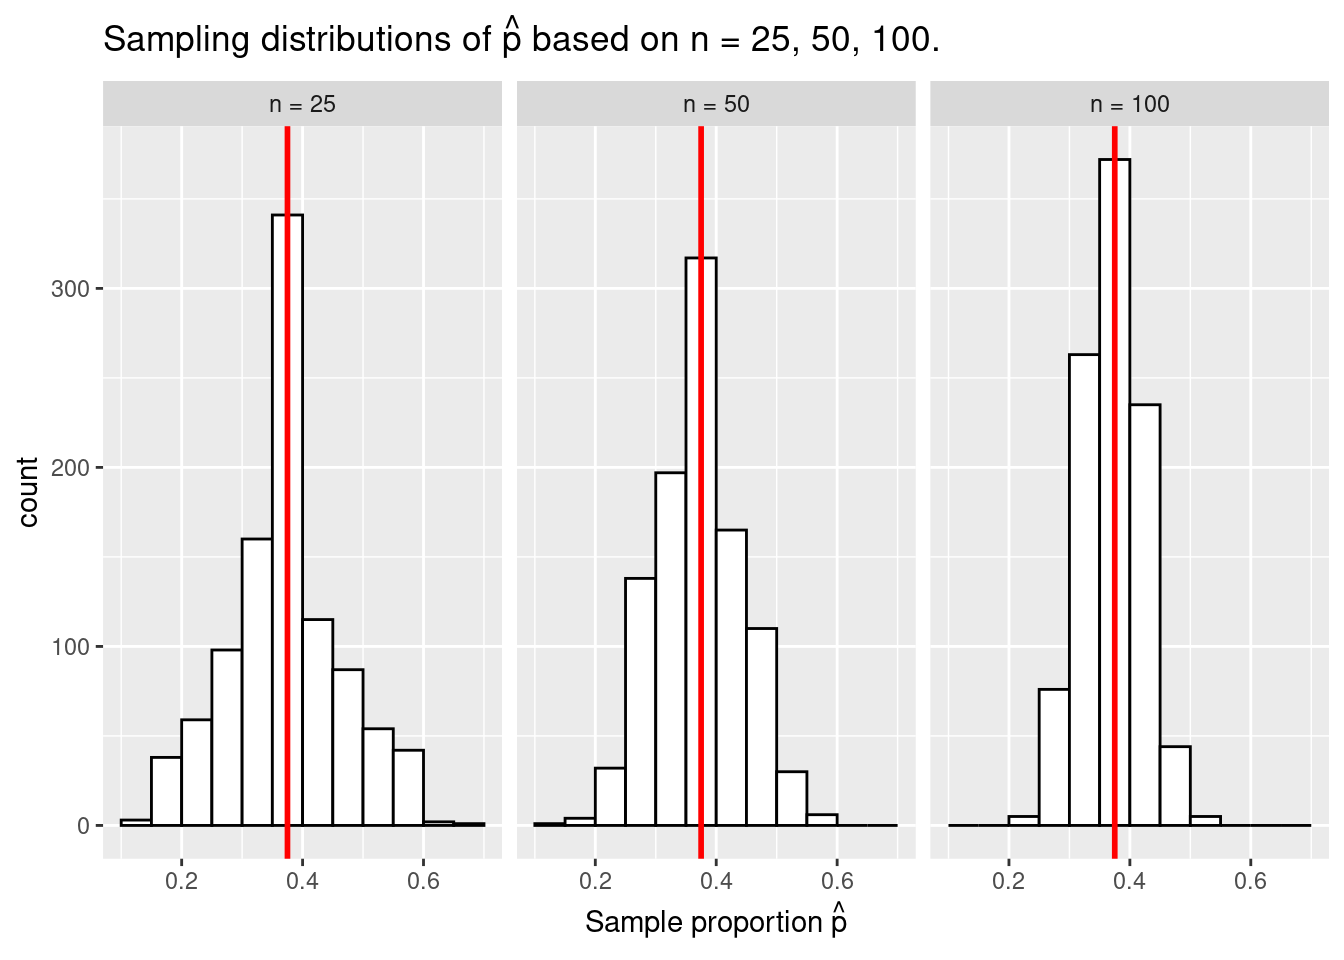 Sampling distributions of p̂ based on n = 25, 50, 100.
n = 25
n = 50
n = 100
count
300
200
100
0
0.2 0.4 0.6
0.2 0.4 0.6
0.2 0.4 0.6
Sample proportion p̂